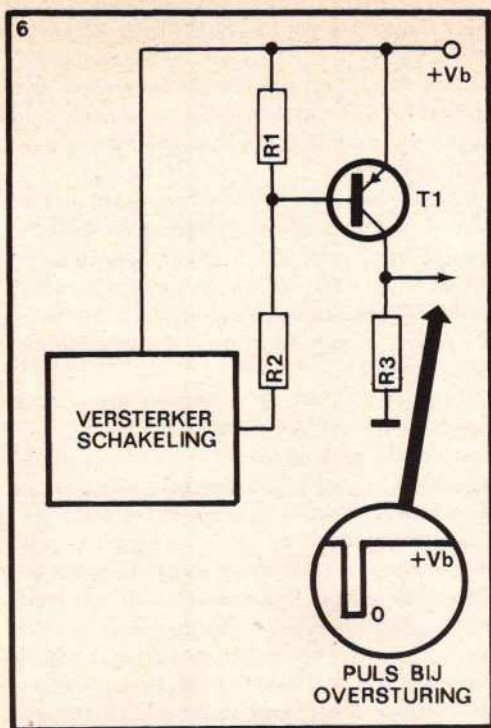 6
+Vb
R1
T1
R2
R3
VERSTERKER
SCHAKELING
+Vb
0
PULS BIJ
OVERSTURING